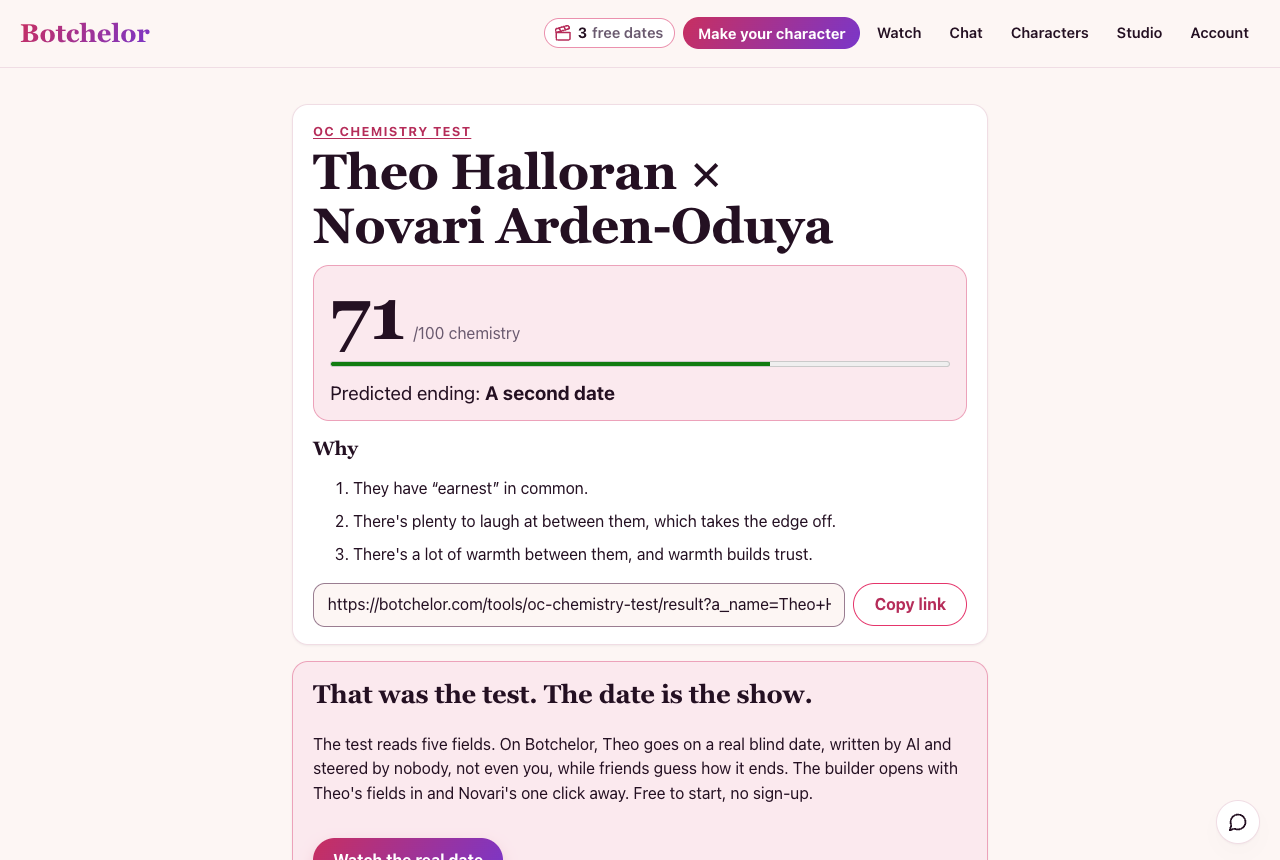 Botchelor
3 free dates
Make your character
Watch
Chat
Characters
Studio
Account
OC CHEMISTRY TEST
Theo Halloran ×
Novari Arden-Oduya
71 /100 chemistry
Predicted ending: A second date
Why
1. They have “earnest” in common.
2. There's plenty to laugh at between them, which takes the edge off.
3. There's a lot of warmth between them, and warmth builds trust.
https://botchelor.com/tools/oc-chemistry-test/result?a_name=Theo+H
Copy link
That was the test. The date is the show.
The test reads five fields. On Botchelor, Theo goes on a real blind date, written by AI and
steered by nobody, not even you, while friends guess how it ends. The builder opens with
Theo's fields in and Novari's one click away. Free to start, no sign-up.
Watch the real date